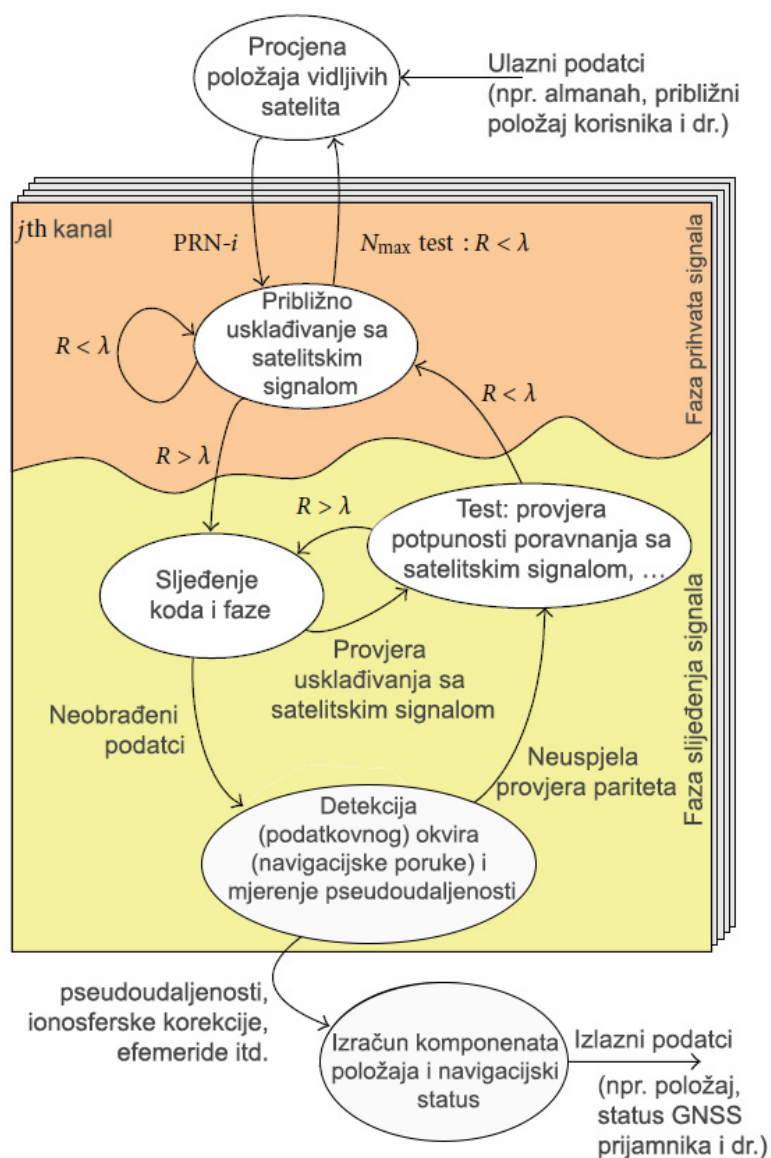 Procjena
položaja vidljivih
satelita
Ulazni podatci
(npr. almanah, približni
položaj korisnika i dr.)
jth kanal
PRN-i
Nmax test : R < λ
Približno
usklađivanje sa
satelitskim
signalom
R < λ
R < λ
Faza prihvata signala
R > λ
R > λ
Test: provjera
potpunosti poravnanja sa
satelitskim signalom, ...
Sljeđenje
koda i faze
Provjera
usklađivanja sa
satelitskim signalom
Neobrađeni
podatci
Neuspjela
provjera pariteta
Faza slijeđenja signala
Detekcija
(podatkovnog) okvira
(navigacijske poruke) i
mjerenje pseudoudaljenosti
pseudoudaljenosti,
ionosferske korekcije,
efemeride itd.
Izračun komponenata
položaja i navigacijski
status
Izlazni podatci
(npr. položaj,
status GNSS
prijamnika i dr.)